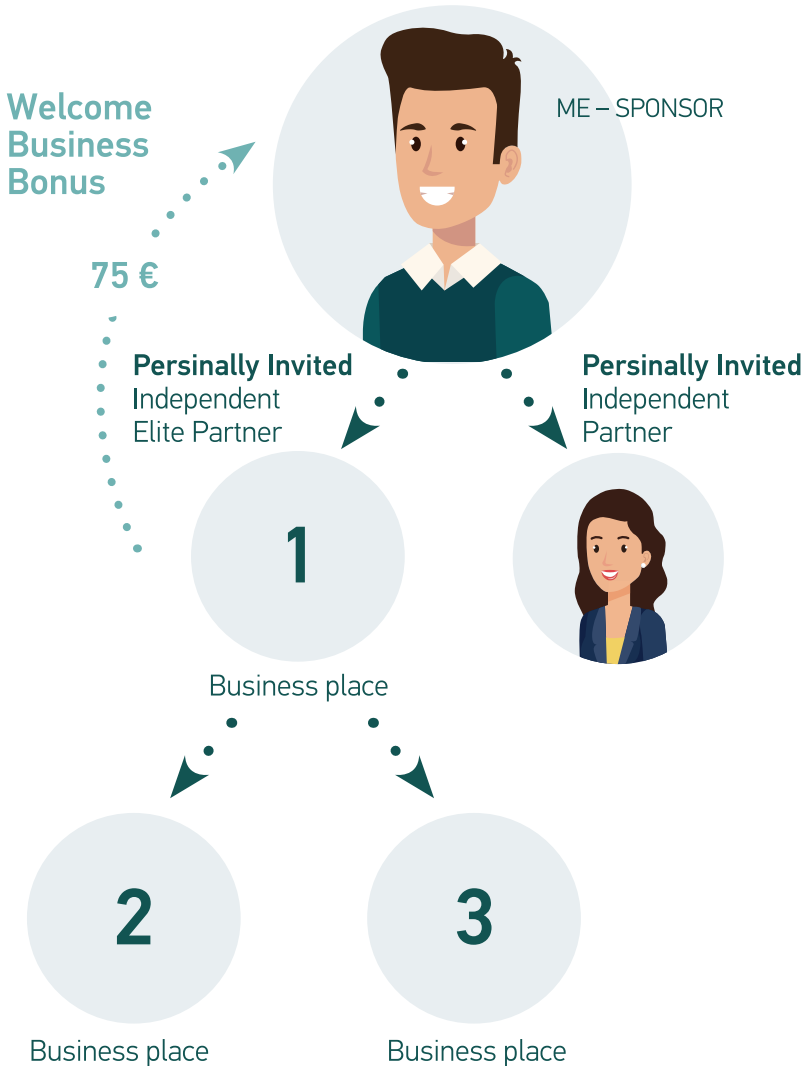 Welcome
Business
Bonus
ME – SPONSOR
75 €
Persinally Invited
Independent
Elite Partner
Persinally Invited
Independent
Partner
1
Business place
2
3
Business place
Business place